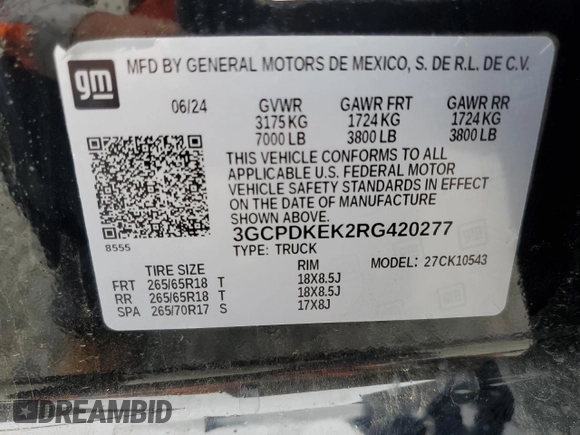 gm
MFD BY GENERAL MOTORS DE MEXICO, S. DE R.L. DE C.V.
06/24 GVWR GAWR FRT GAWR RR
3175 KG 1724 KG 1724 KG
7000 LB 3800 LB 3800 LB
THIS VEHICLE CONFORMS TO ALL
APPLICABLE U.S. FEDERAL MOTOR
VEHICLE SAFETY STANDARDS IN EFFECT
ON THE DATE OF MANUFACTURE
3GCPDKEK2RG420277
8555 TYPE: TRUCK
TIRE SIZE RIM MODEL: 27CK10543
FRT 265/65R18 T 18X8.5J
RR 265/65R18 T 18X8.5J
SPA 265/70R17 S 17X8J
DREAMBID